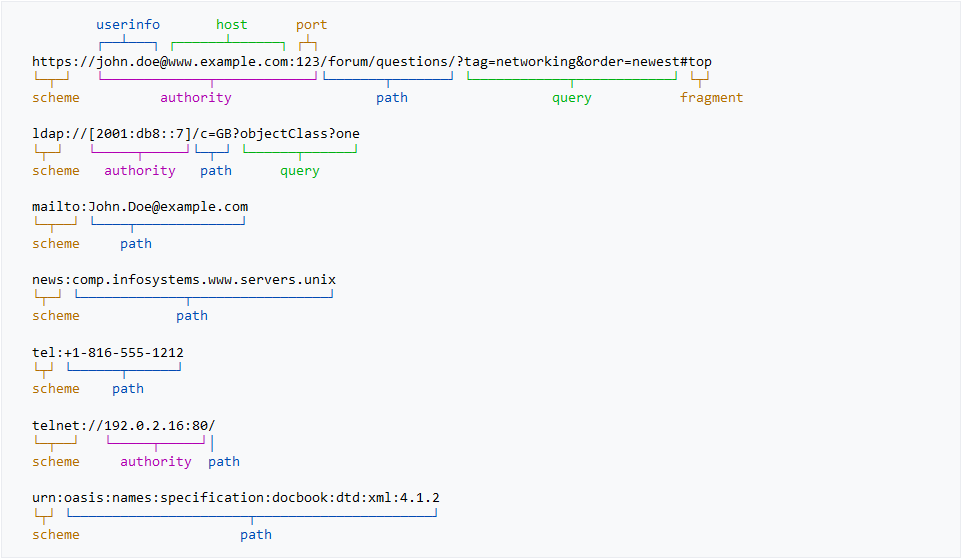 userinfo host port
https://john.doe@www.example.com:123/forum/questions/?tag=networking&order=newest#top
scheme authority path query fragment
ldap://[2001:db8::7]/c=GB?objectClass?one
scheme authority path query
mailto:John.Doe@example.com
scheme path
news:comp.infosystems.www.servers.unix
scheme path
tel:+1-816-555-1212
scheme path
telnet://192.0.2.16:80/
scheme authority path
urn:oasis:names:specification:docbook:dtd:xml:4.1.2
scheme path